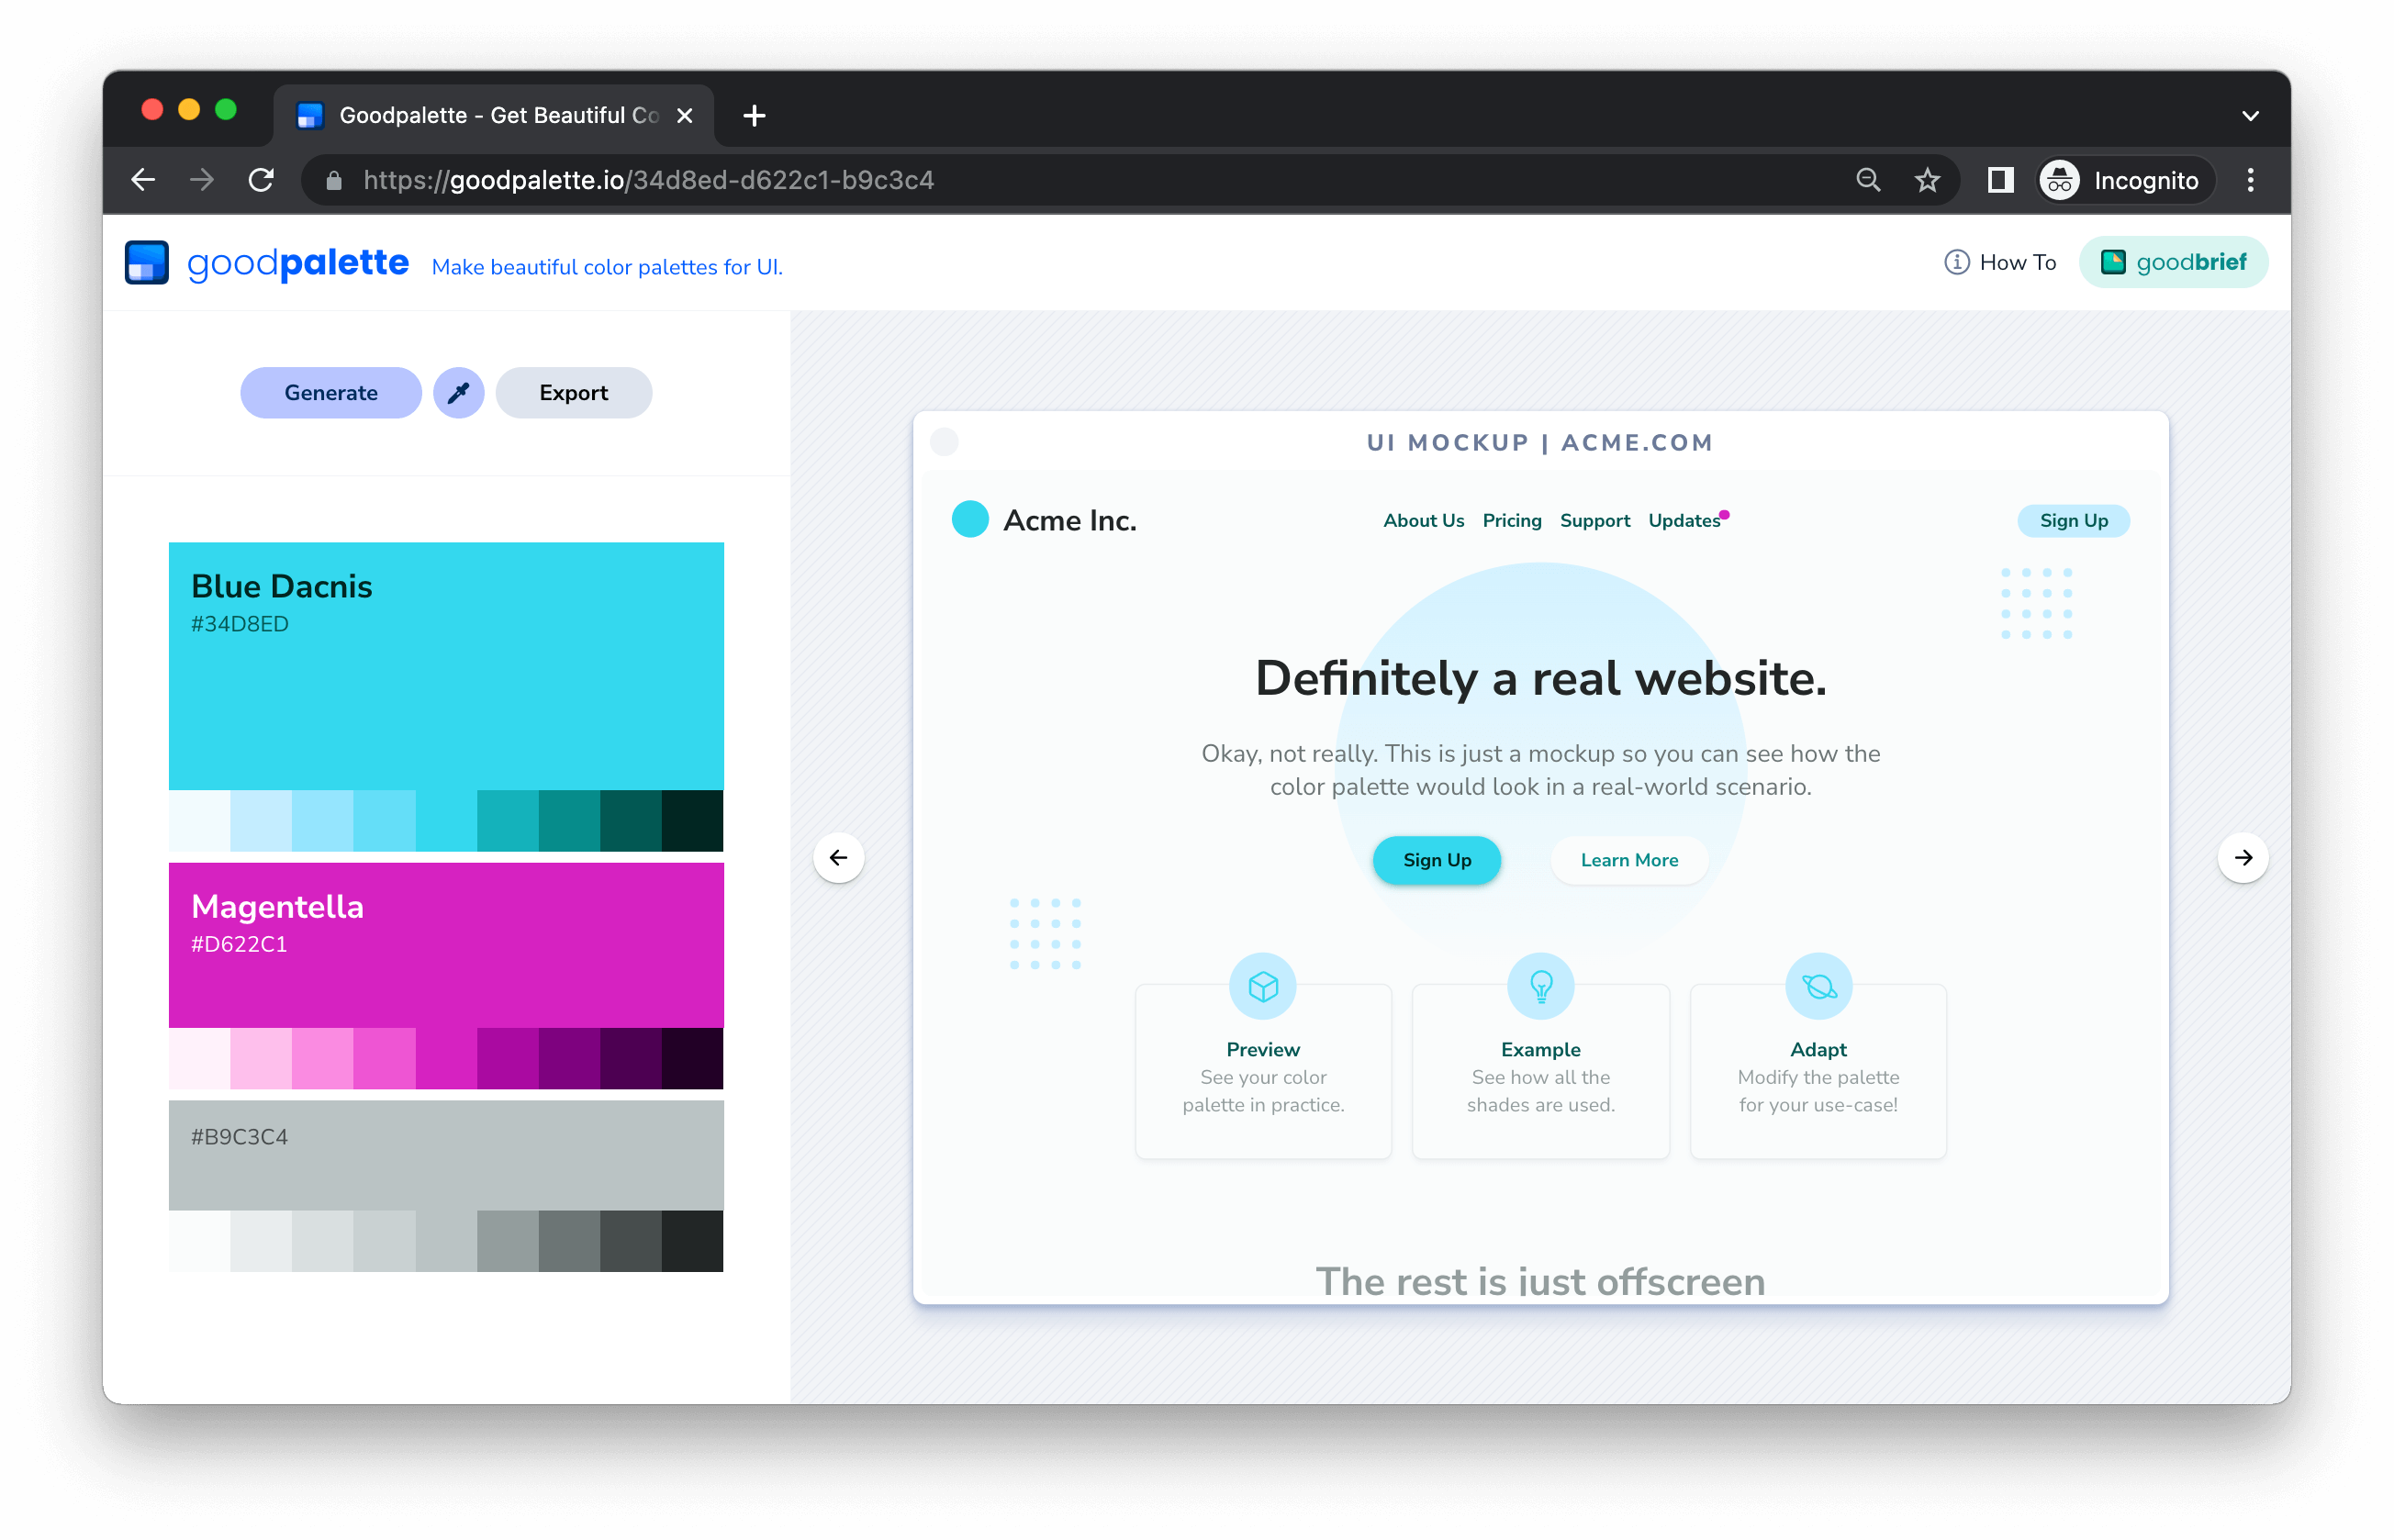 Goodpalette - Get Beautiful Co
https://goodpalette.io/34d8ed-d622c1-b9c3c4
Incognito
goodpalette
Make beautiful color palettes for UI.
How To
goodbrief
Generate
Export
Blue Dacnis
#34D8ED
Magentella
#D622C1
#B9C3C4
UI MOCKUP | ACME.COM
Acme Inc.
About Us Pricing Support Updates
Sign Up
Definitely a real website.
Okay, not really. This is just a mockup so you can see how the
color palette would look in a real-world scenario.
Sign Up
Learn More
Preview
See your color
palette in practice.
Example
See how all the
shades are used.
Adapt
Modify the palette
for your use-case!
The rest is just offscreen